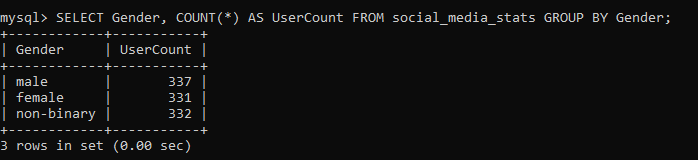 mysql> SELECT Gender, COUNT(*) AS UserCount FROM social_media_stats GROUP BY Gender;
+------------+-----------+
| Gender     | UserCount |
+------------+-----------+
| male       |       337 |
| female     |       331 |
| non-binary |       332 |
+------------+-----------+
3 rows in set (0.00 sec)